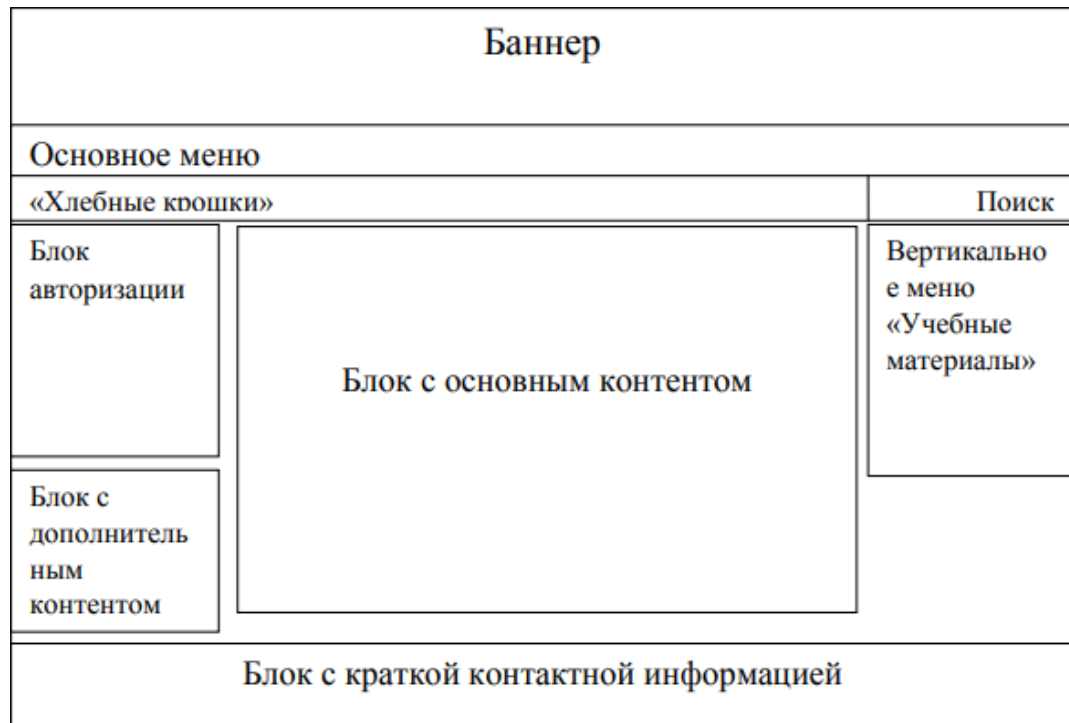 Баннер
Основное меню
«Хлебные крошки»
Поиск
Блок
авторизации
Блок с основным контентом
Вертикально
е меню
«Учебные
материалы»
Блок с
дополнитель
ным
контентом
Блок с краткой контактной информацией